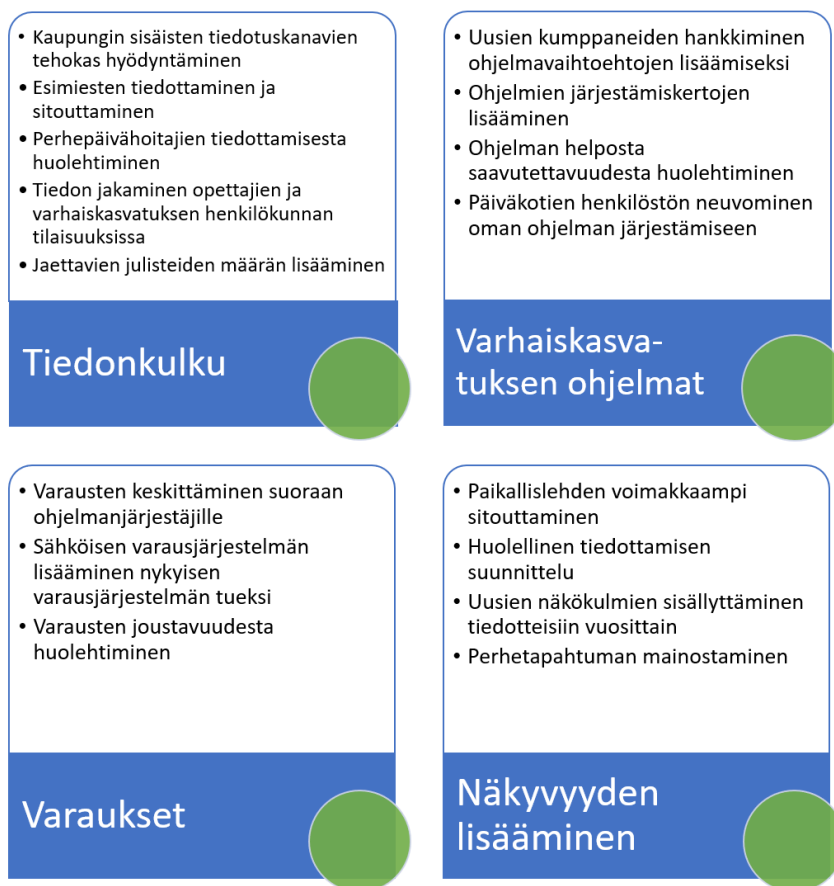 • Kaupungin sisäisten tiedotuskanavien
tehokas hyödyntäminen
• Esimiesten tiedottaminen ja
sitouttaminen
• Perhepäivähoitajien tiedottamisesta
huolehtiminen
• Tiedon jakaminen opettajien ja
varhaiskasvatuksen henkilökunnan
tilaisuuksissa
• Jaettavien julisteiden määrän lisääminen
Tiedonkulku
• Uusien kumppaneiden hankkiminen
ohjelmavaihtoehtojen lisäämiseksi
• Ohjelmien järjestämiskertojen
lisääminen
• Ohjelman helposta
saavutettavuudesta huolehtiminen
• Päiväkotien henkilöstön neuvominen
oman ohjelman järjestämiseen
Varhaiskasva-
tuksen ohjelmat
• Varausten keskittäminen suoraan
ohjelmanjärjestäjille
• Sähköisen varausjärjestelmän
lisääminen nykyisen
varausjärjestelmän tueksi
• Varausten joustavuudesta
huolehtiminen
Varaukset
• Paikallislehden voimakkaampi
sitouttaminen
• Huolellinen tiedottamisen
suunnittelu
• Uusien näkökulmien sisällyttäminen
tiedotteisiin vuosittain
• Perhetapahtuman mainostaminen
Näkyvyyden
lisääminen